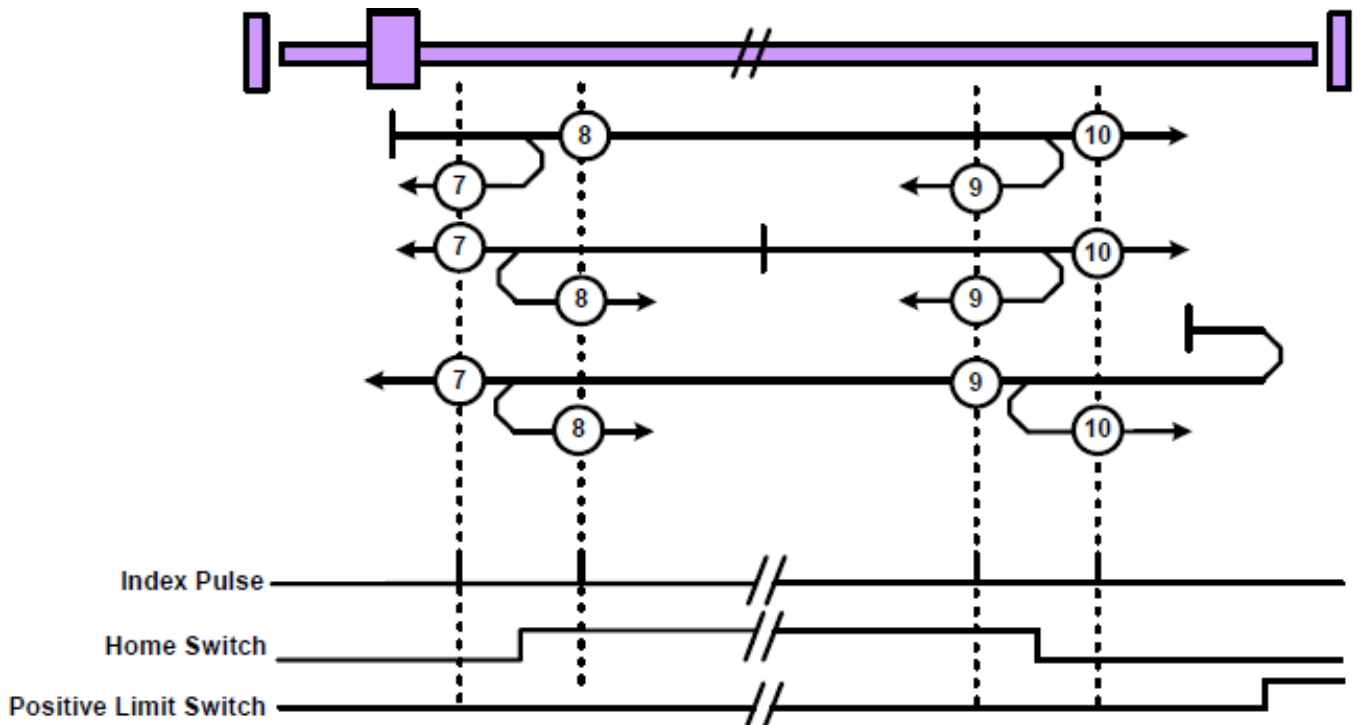 8 10
7 9
7 10
8 9
7 9
8 10
Index Pulse
Home Switch
Positive Limit Switch